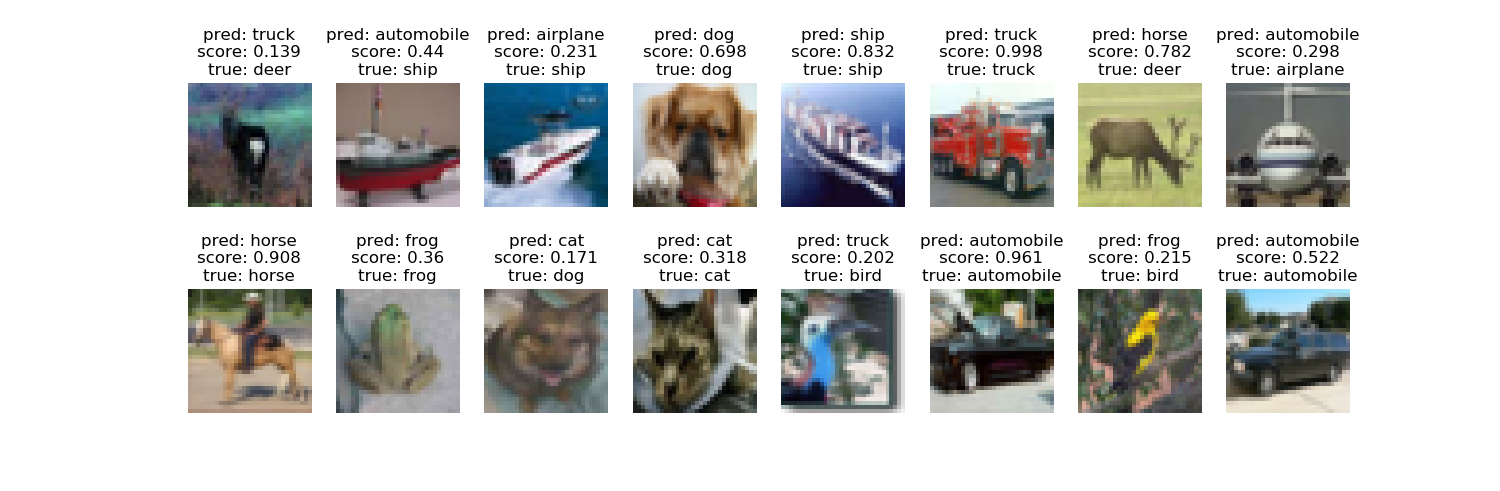 pred: truck
score: 0.139
true: deer
pred: automobile
score: 0.44
true: ship
pred: airplane
score: 0.231
true: ship
pred: dog
score: 0.698
true: dog
pred: ship
score: 0.832
true: ship
pred: truck
score: 0.998
true: truck
pred: horse
score: 0.782
true: deer
pred: automobile
score: 0.298
true: airplane
pred: horse
score: 0.908
true: horse
pred: frog
score: 0.36
true: frog
pred: cat
score: 0.171
true: dog
pred: cat
score: 0.318
true: cat
pred: truck
score: 0.202
true: bird
pred: automobile
score: 0.961
true: automobile
pred: frog
score: 0.215
true: bird
pred: automobile
score: 0.522
true: automobile